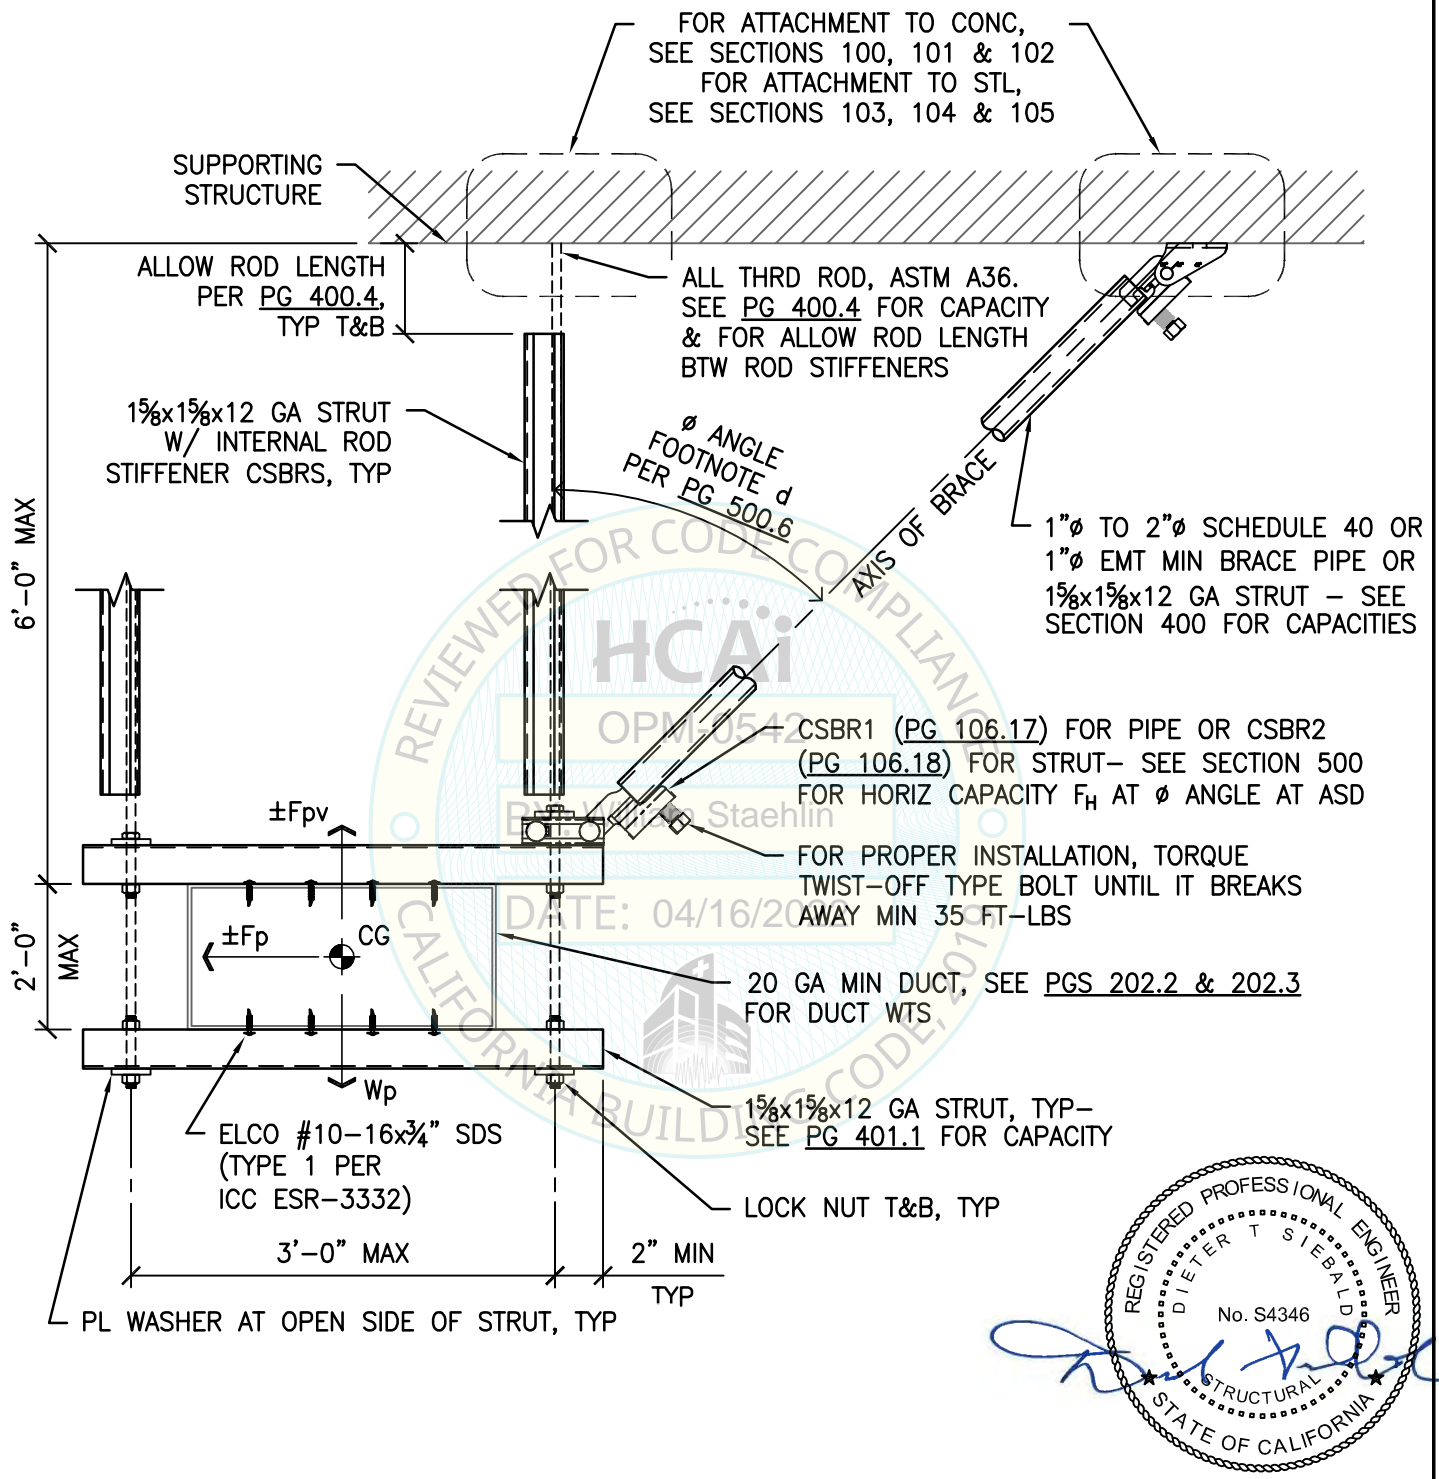 FOR ATTACHMENT TO CONC,
SEE SECTIONS 100, 101 & 102
FOR ATTACHMENT TO STL,
SEE SECTIONS 103, 104 & 105
SUPPORTING
STRUCTURE
ALLOW ROD LENGTH
PER PG 400.4,
TYP T&B
ALL THRD ROD, ASTM A36.
SEE PG 400.4 FOR CAPACITY
& FOR ALLOW ROD LENGTH
BTW ROD STIFFENERS
1⅝x1⅝x12 GA STRUT
W/ INTERNAL ROD
STIFFENER CSBRS, TYP
ø ANGLE
FOOTNOTE d
PER PG 500.6
AXIS OF BRACE
6'-0" MAX
1"ø TO 2"ø SCHEDULE 40 OR
1"ø EMT MIN BRACE PIPE OR
1⅝x1⅝x12 GA STRUT – SEE
SECTION 400 FOR CAPACITIES
REVIEWED FOR CODE COMPLIANCE
HCAi
OPM-0542
BY: William Staehlin
DATE: 04/16/2022
CALIFORNIA BUILDING CODE, 2019
CSBR1 (PG 106.17) FOR PIPE OR CSBR2
(PG 106.18) FOR STRUT– SEE SECTION 500
FOR HORIZ CAPACITY FH AT ø ANGLE AT ASD
±Fpv
FOR PROPER INSTALLATION, TORQUE
TWIST-OFF TYPE BOLT UNTIL IT BREAKS
AWAY MIN 35 FT-LBS
2'-0"
MAX
±Fp
CG
20 GA MIN DUCT, SEE PGS 202.2 & 202.3
FOR DUCT WTS
Wp
1⅝x1⅝x12 GA STRUT, TYP–
SEE PG 401.1 FOR CAPACITY
ELCO #10-16x¾" SDS
(TYPE 1 PER
ICC ESR-3332)
LOCK NUT T&B, TYP
3'-0" MAX
2" MIN
TYP
PL WASHER AT OPEN SIDE OF STRUT, TYP
REGISTERED PROFESSIONAL ENGINEER
DIETER T SIEBALD
No. S4346
STRUCTURAL
STATE OF CALIFORNIA